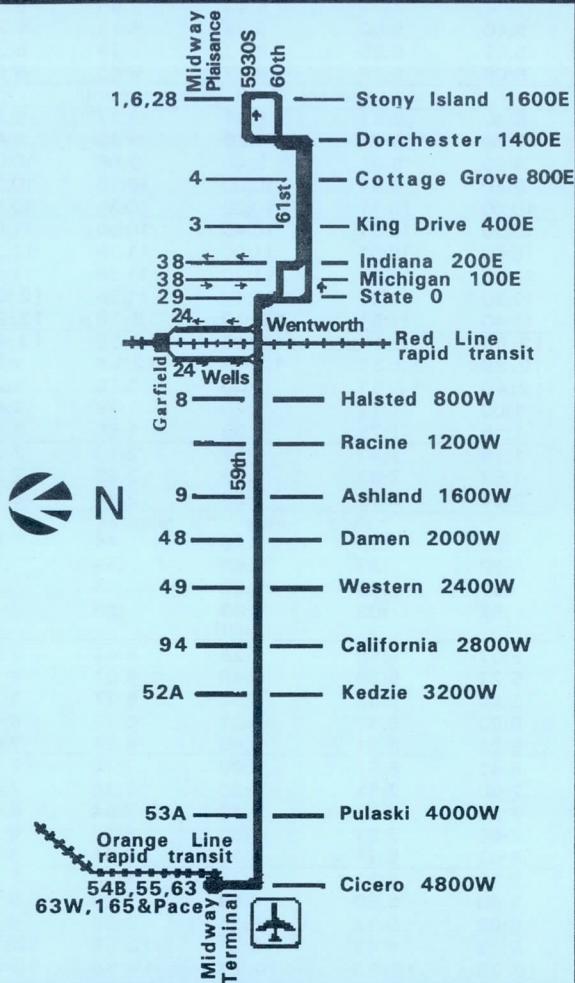 Midway
Plaisance
5930S
60th
1,6,28
Stony Island 1600E
Dorchester 1400E
4
Cottage Grove 800E
61st
3
King Drive 400E
38
Indiana 200E
38
Michigan 100E
29
State 0
24
Wentworth
Red Line
rapid transit
Garfield
24
Wells
8
Halsted 800W
Racine 1200W
59th
N
9
Ashland 1600W
48
Damen 2000W
49
Western 2400W
94
California 2800W
52A
Kedzie 3200W
53A
Pulaski 4000W
Orange Line
rapid transit
54B,55,63
63W,165&Pace
Cicero 4800W
Midway
Terminal